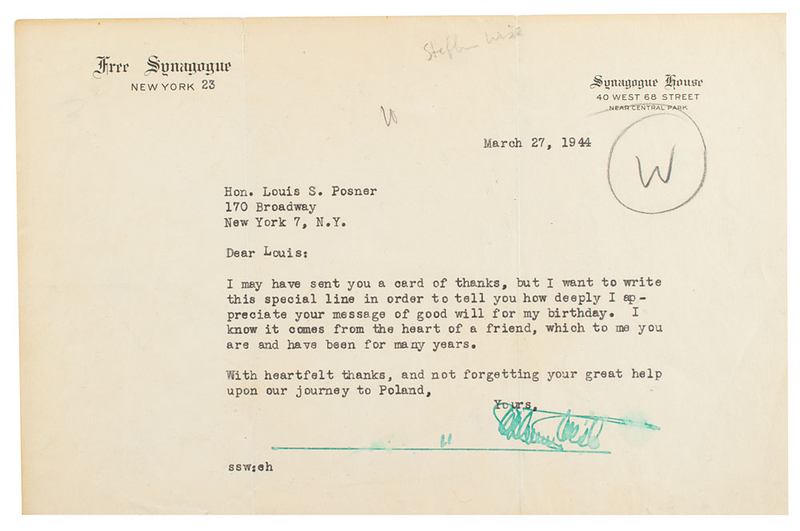 Stephen Wise
Free Synagogue
NEW YORK 23
Synagogue House
40 WEST 68 STREET
NEAR CENTRAL PARK
W
W
March 27, 1944
Hon. Louis S. Posner
170 Broadway
New York 7, N.Y.
Dear Louis:
I may have sent you a card of thanks, but I want to write
this special line in order to tell you how deeply I ap-
preciate your message of good will for my birthday. I
know it comes from the heart of a friend, which to me you
are and have been for many years.
With heartfelt thanks, and not forgetting your great help
upon our journey to Poland,
Yours,
ssw:eh